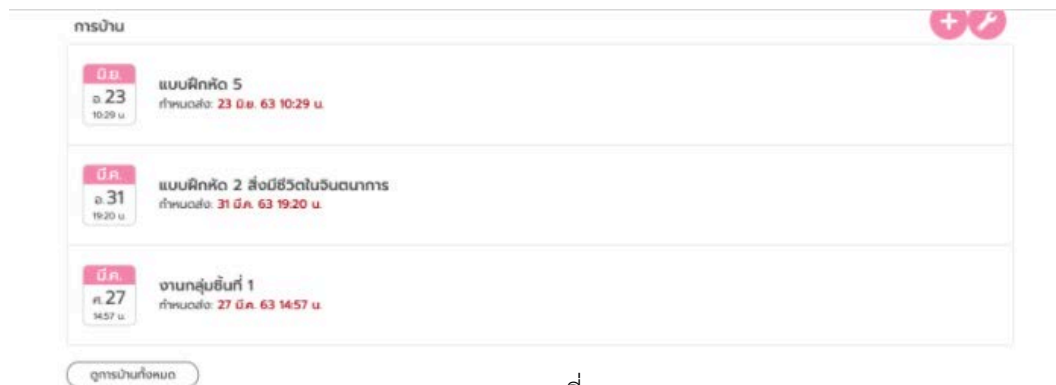 การบ้าน
มิ.ย.
อ. 23
10:29 น.
แบบฝึกหัด 5
กำหนดส่ง: 23 มิ.ย. 63 10:29 น.
มี.ค.
อ. 31
19:20 น.
แบบฝึกหัด 2 สิ่งมีชีวิตในจินตนาการ
กำหนดส่ง: 31 มี.ค. 63 19:20 น.
มี.ค.
ศ. 27
14:57 น.
งานกลุ่มชิ้นที่ 1
กำหนดส่ง: 27 มี.ค. 63 14:57 น.
ดูการบ้านทั้งหมด